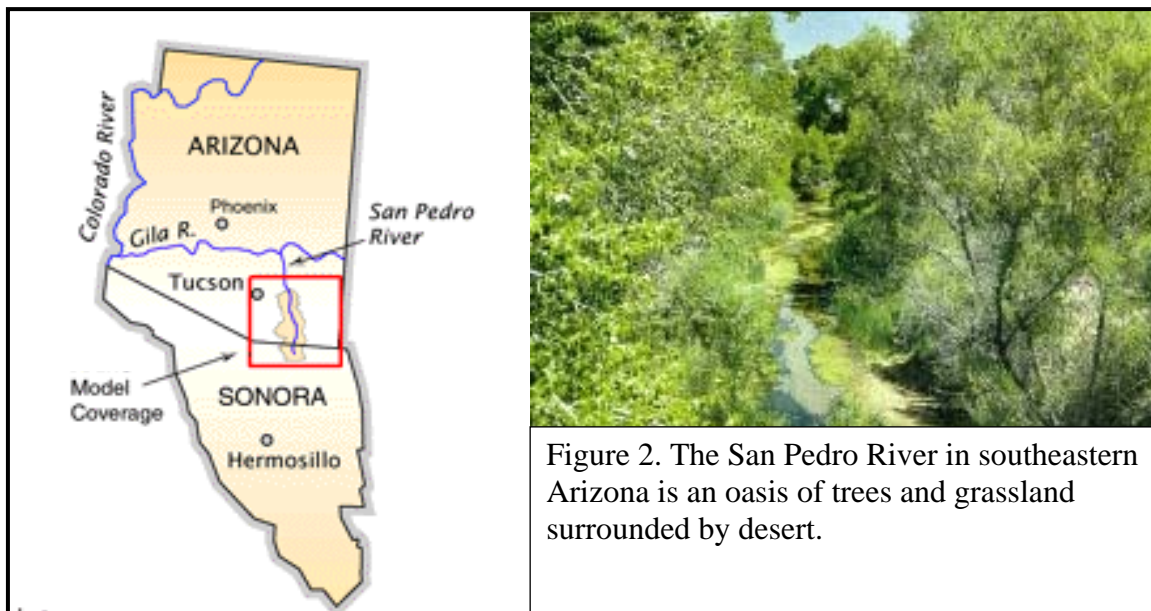 Colorado River
ARIZONA
Phoenix
San Pedro
River
Gila R.
Tucson
Model
Coverage
SONORA
Hermosillo
Figure 2. The San Pedro River in southeastern
Arizona is an oasis of trees and grassland
surrounded by desert.